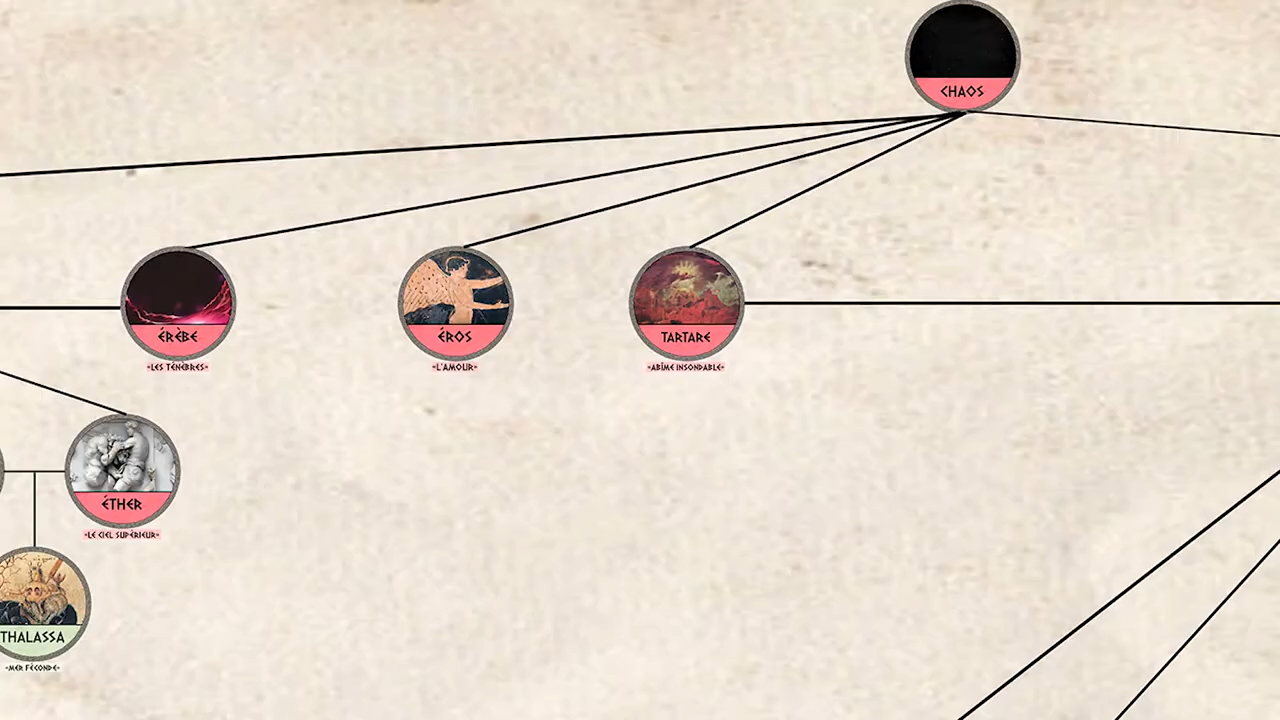 CHAOS
ÉRÈBE
«LES TÉNÈBRES»
ÉROS
«L'AMOUR»
TARTARE
«ABÎME INSONDABLE»
ÉTHER
«LE CIEL SUPÉRIEUR»
THALASSA
«MER FÉCONDE»